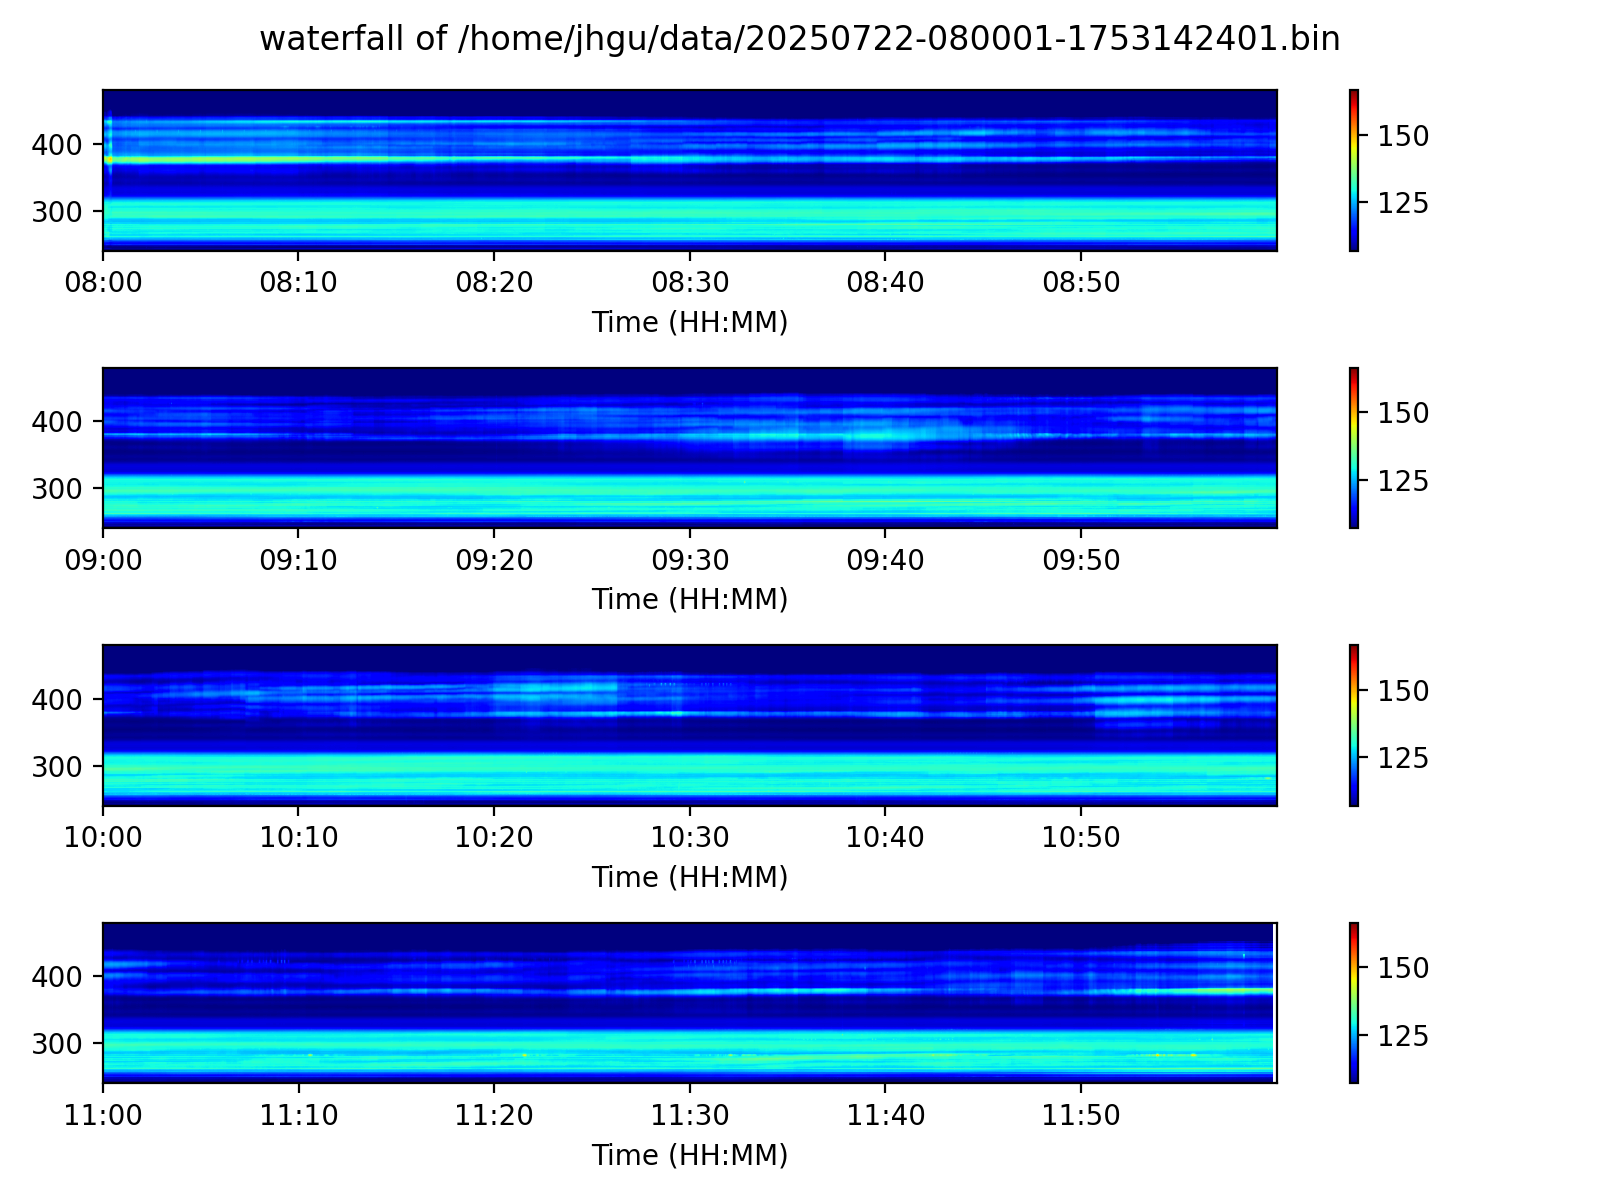 waterfall of /home/jhgu/data/20250722-080001-1753142401.bin
400
300
150
125
08:00 08:10 08:20 08:30 08:40 08:50
Time (HH:MM)
400
300
150
125
09:00 09:10 09:20 09:30 09:40 09:50
Time (HH:MM)
400
300
150
125
10:00 10:10 10:20 10:30 10:40 10:50
Time (HH:MM)
400
300
150
125
11:00 11:10 11:20 11:30 11:40 11:50
Time (HH:MM)